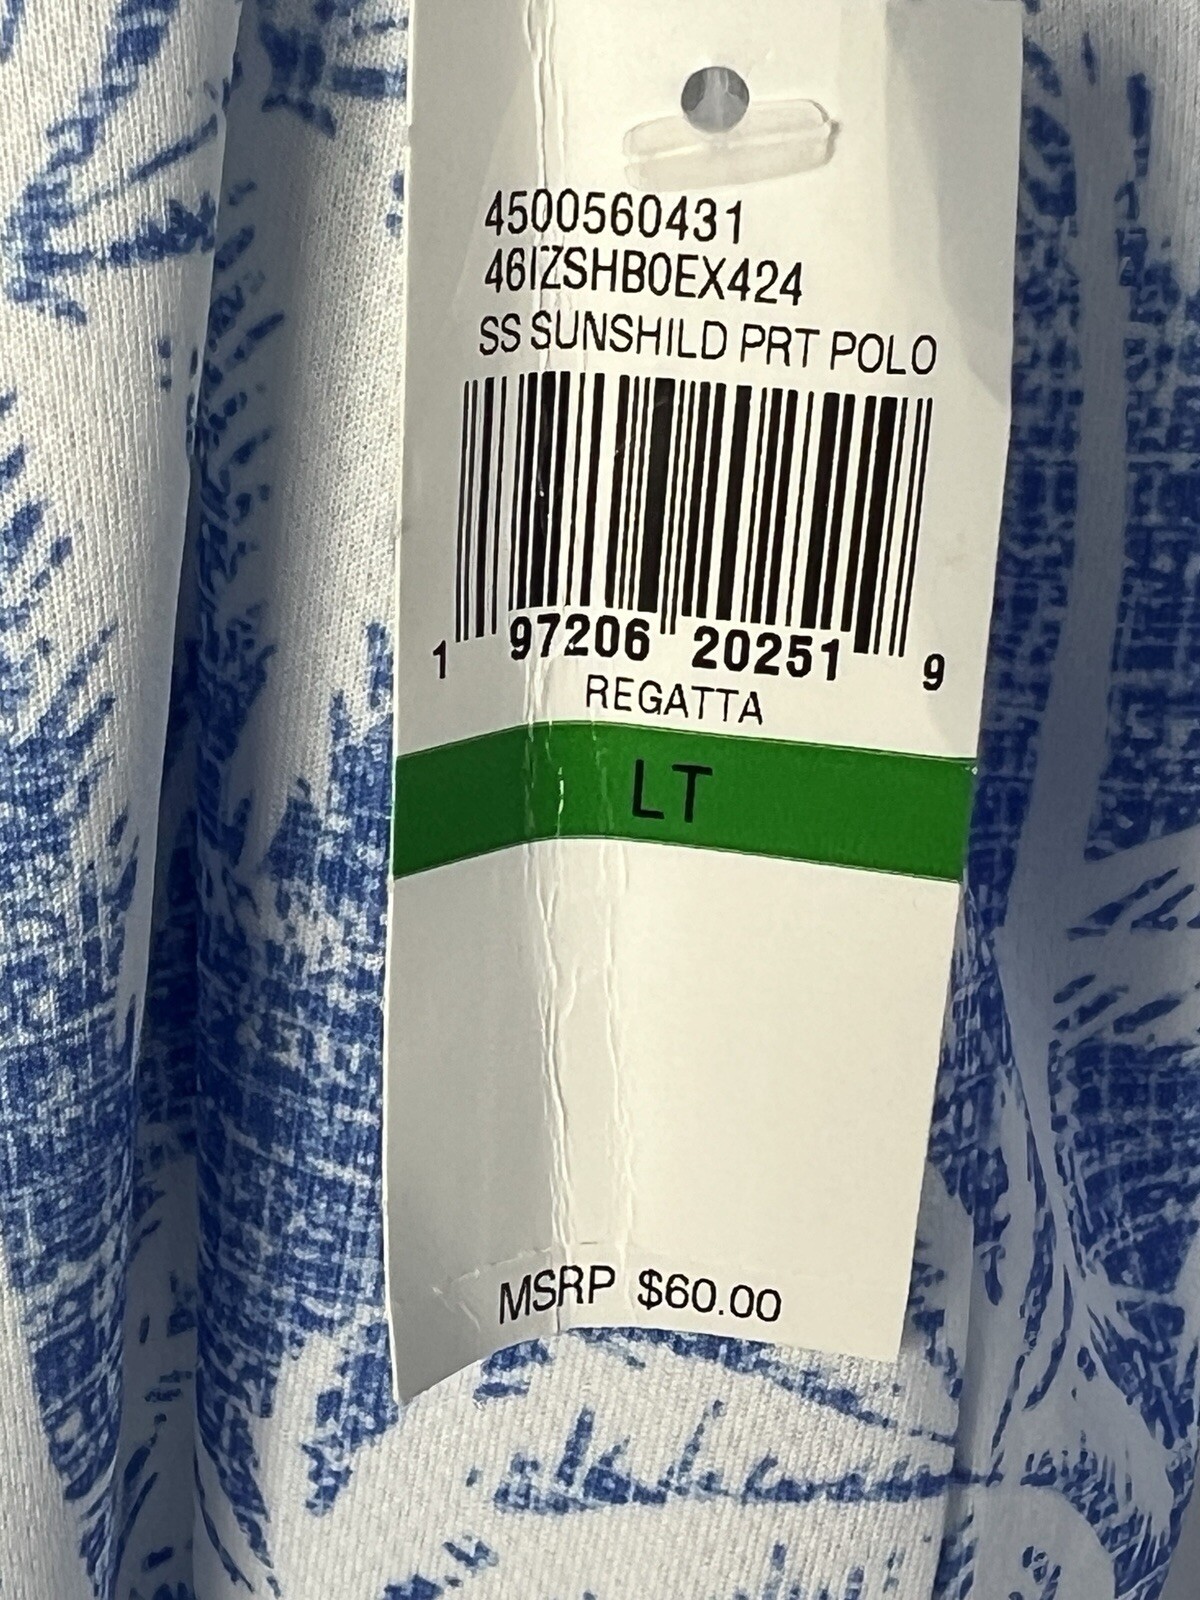 4500560431
46IZSHB0EX424
SS SUNSHILD PRT POLO
1 97206 20251 9
REGATTA
LT
MSRP $60.00